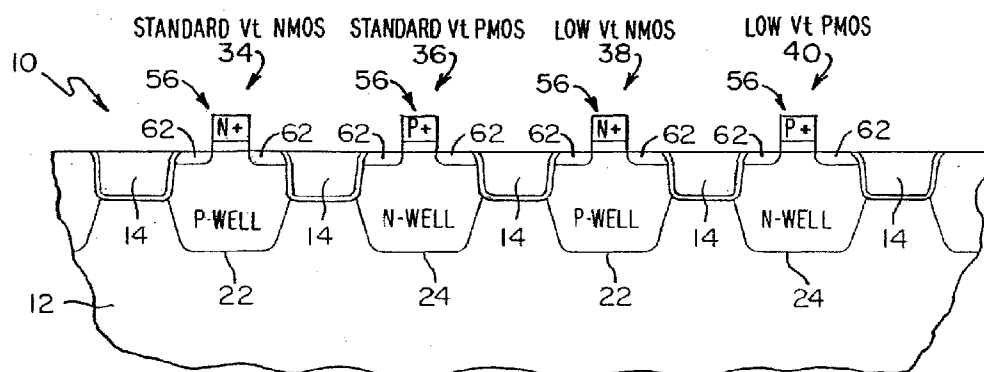 STANDARD Vt NMOS STANDARD Vt PMOS LOW Vt NMOS LOW Vt PMOS
34 36 38 40
10 56 56 56 56
N+ P+ N+ P+
62 62 62 62 62 62 62 62
P-WELL N-WELL P-WELL N-WELL
14 14 14 14 14
22 24 22 24
12